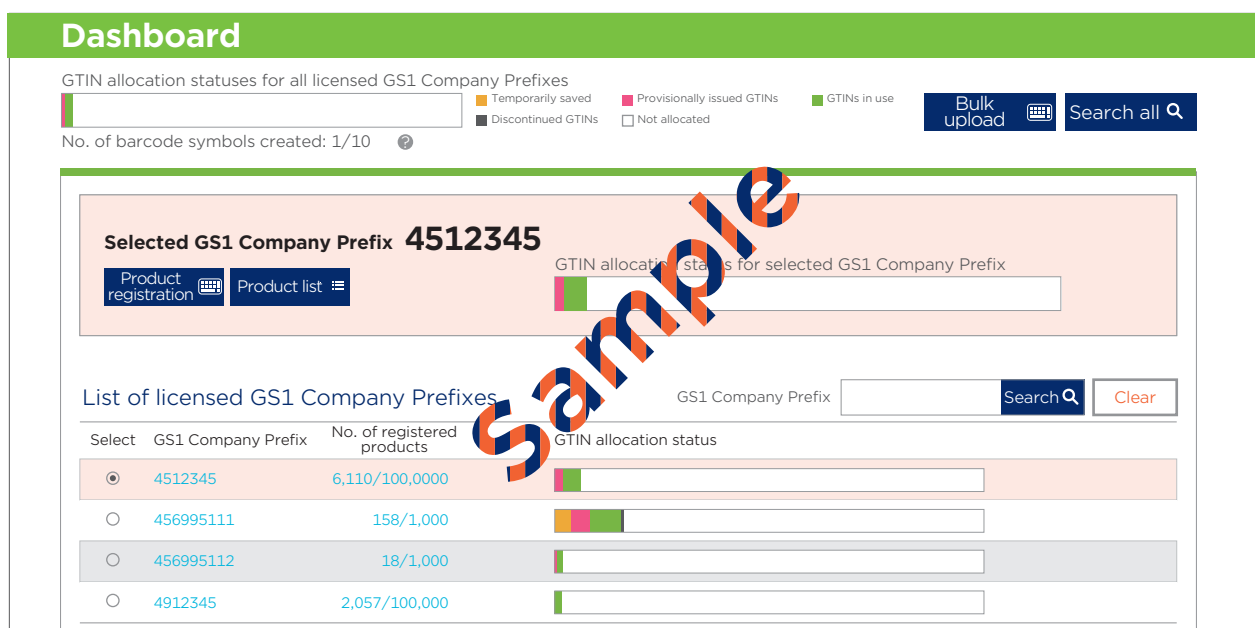 Dashboard
GTIN allocation statuses for all licensed GS1 Company Prefixes
Temporarily saved
Provisionally issued GTINs
GTINs in use
Discontinued GTINs
Not allocated
Bulk
upload
Search all
No. of barcode symbols created: 1/10 ?
Selected GS1 Company Prefix 4512345
Product
registration
Product list
GTIN allocation status for selected GS1 Company Prefix
Sample
List of licensed GS1 Company Prefixes
GS1 Company Prefix
Search
Clear
Select
GS1 Company Prefix
No. of registered
products
GTIN allocation status
4512345 6,110/100,0000
456995111 158/1,000
456995112 18/1,000
4912345 2,057/100,000